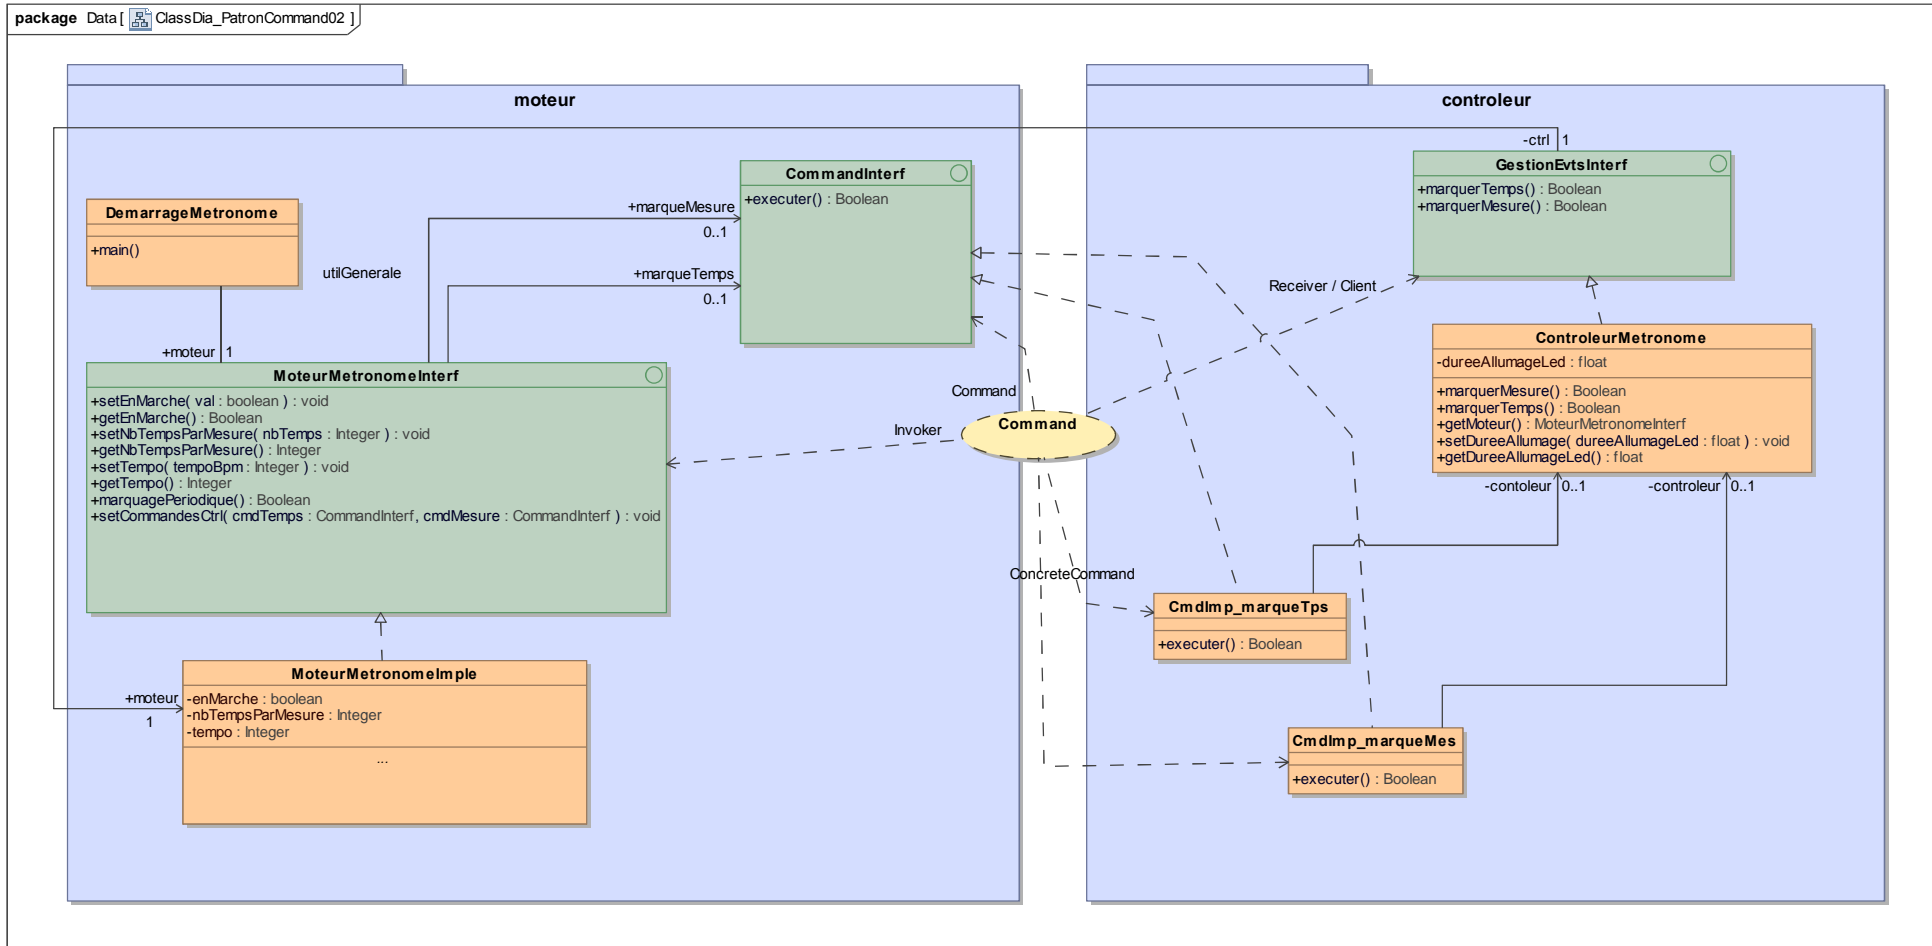 package Data [ ClassDia_PatronCommand02 ]
moteur
DemarrageMetronome
+main()
utilGenerale
+moteur 1
CommandInterf
+executer() : Boolean
+marqueMesure
0..1
+marqueTemps
0..1
MoteurMetronomeInterf
+setEnMarche( val : boolean ) : void
+getEnMarche() : Boolean
+setNbTempsParMesure( nbTemps : Integer ) : void
+getNbTempsParMesure() : Integer
+setTempo( tempoBpm : Integer ) : void
+getTempo() : Integer
+marquagePeriodique() : Boolean
+setCommandesCtrl( cmdTemps : CommandInterf, cmdMesure : CommandInterf ) : void
MoteurMetronomeImple
-enMarche : boolean
-nbTempsParMesure : Integer
-tempo : Integer
...
+moteur
1
Command
Invoker
Command
Receiver / Client
ConcreteCommand
controleur
-ctrl 1
GestionEvtsInterf
+marquerTemps() : Boolean
+marquerMesure() : Boolean
ControleurMetronome
-dureeAllumageLed : float
+marquerMesure() : Boolean
+marquerTemps() : Boolean
+getMoteur() : MoteurMetronomeInterf
+setDureeAllumage( dureeAllumageLed : float ) : void
+getDureeAllumageLed() : float
-contoleur 0..1
-controleur 0..1
CmdImp_marqueTps
+executer() : Boolean
CmdImp_marqueMes
+executer() : Boolean